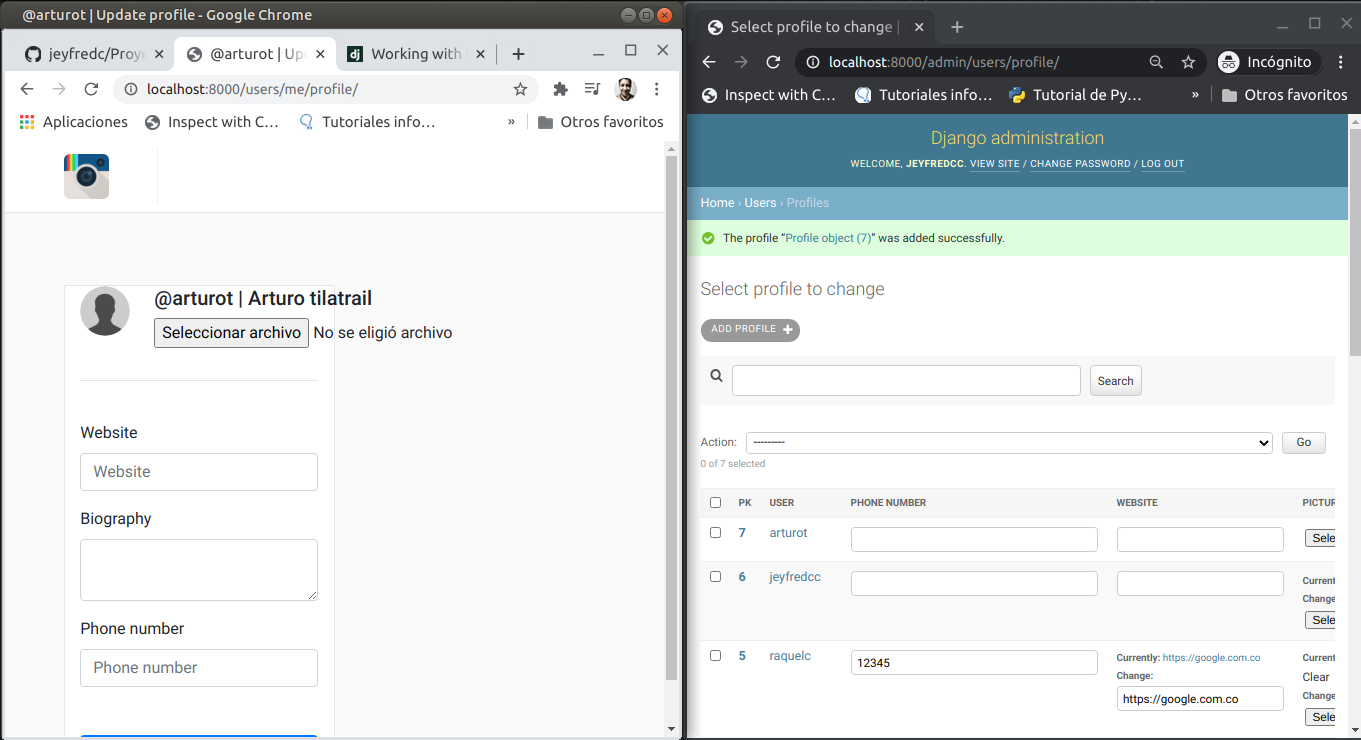 @arturot | Update profile - Google Chrome
jeyfredc/Proye
@arturot | Upd
Working with
localhost:8000/users/me/profile/
Aplicaciones
Inspect with C…
Tutoriales info…
»
Otros favoritos
@arturot | Arturo tilatrail
Seleccionar archivo No se eligió archivo
Website
Website
Biography
Phone number
Phone number
Select profile to change |
localhost:8000/admin/users/profile/
Incógnito
Inspect with C…
Tutoriales info…
Tutorial de Py…
»
Otros favoritos
Django administration
WELCOME, JEYFREDCC. VIEW SITE / CHANGE PASSWORD / LOG OUT
Home › Users › Profiles
The profile “Profile object (7)” was added successfully.
Select profile to change
ADD PROFILE
Search
Action: --------- Go
0 of 7 selected
PK USER PHONE NUMBER WEBSITE PICTUR
7 arturot Sele
6 jeyfredcc Current
Change
Sele
5 raquelc 12345 Currently: https://google.com.co Current
Change: Clear
https://google.com.co Change
Sele